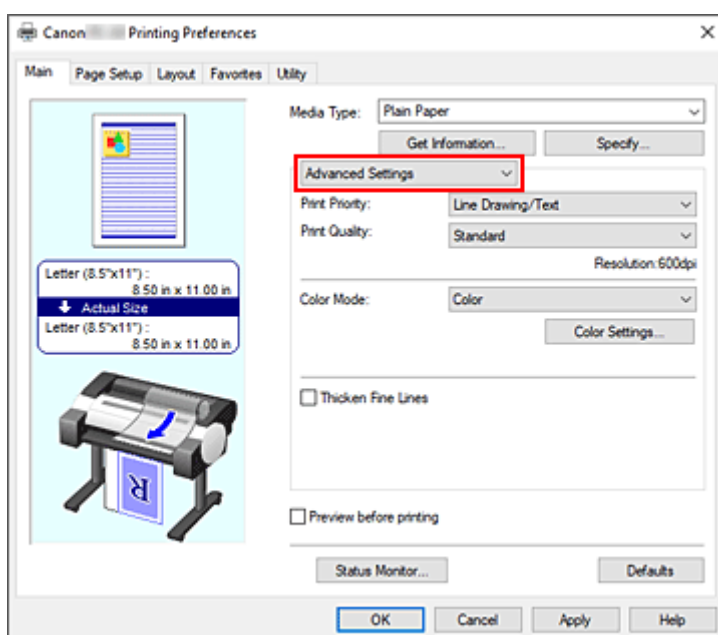 Canon Printing Preferences
Main Page Setup Layout Favorites Utility
Media Type: Plain Paper
Get Information... Specify...
Advanced Settings
Print Priority: Line Drawing/Text
Print Quality: Standard
Resolution:600dpi
Letter (8.5"x11") :
8.50 in x 11.00 in
Actual Size
Letter (8.5"x11") :
8.50 in x 11.00 in
Color Mode: Color
Color Settings...
Thicken Fine Lines
R
Preview before printing
Status Monitor... Defaults
OK Cancel Apply Help